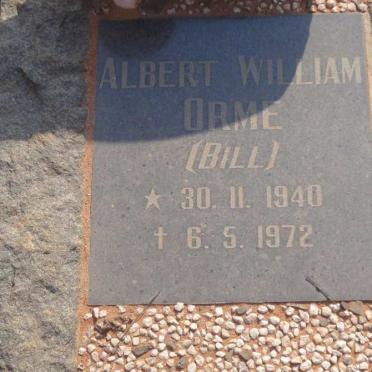 ALBERT WILLIAM
ORME
(BILL)
★ 30. 11. 1940
† 6. 5. 1972